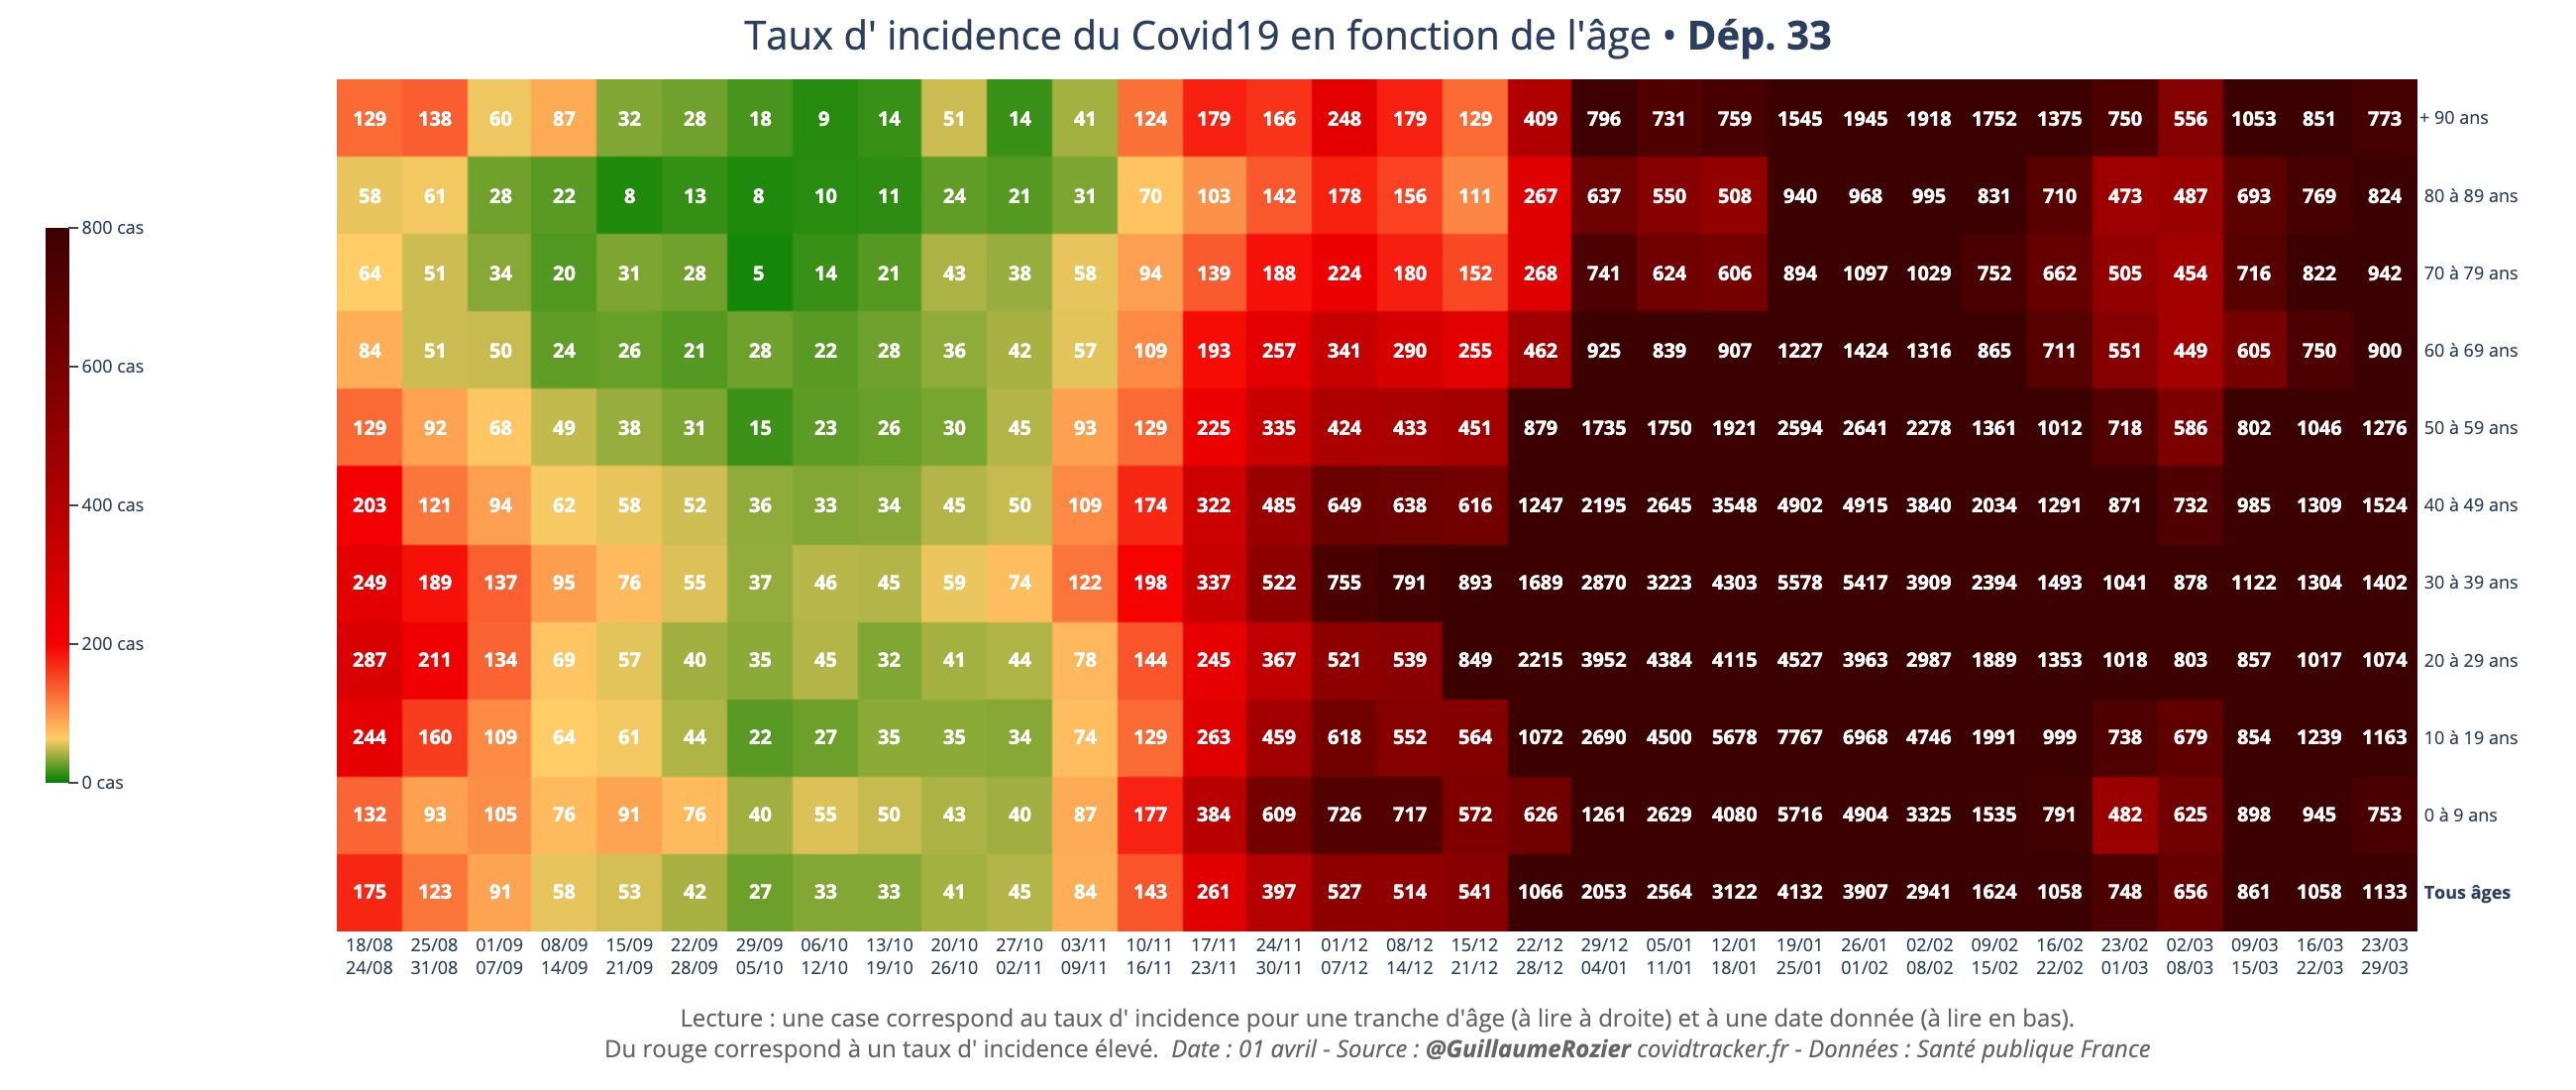 Taux d' incidence du Covid19 en fonction de l'âge • Dép. 33
800 cas
600 cas
400 cas
200 cas
0 cas
129 138 60 87 32 28 18 9 14 51 14 41 124 179 166 248 179 129 409 796 731 759 1545 1945 1918 1752 1375 750 556 1053 851 773 + 90 ans
58 61 28 22 8 13 8 10 11 24 21 31 70 103 142 178 156 111 267 637 550 508 940 968 995 831 710 473 487 693 769 824 80 à 89 ans
64 51 34 20 31 28 5 14 21 43 38 58 94 139 188 224 180 152 268 741 624 606 894 1097 1029 752 662 505 454 716 822 942 70 à 79 ans
84 51 50 24 26 21 28 22 28 36 42 57 109 193 257 341 290 255 462 925 839 907 1227 1424 1316 865 711 551 449 605 750 900 60 à 69 ans
129 92 68 49 38 31 15 23 26 30 45 93 129 225 335 424 433 451 879 1735 1750 1921 2594 2641 2278 1361 1012 718 586 802 1046 1276 50 à 59 ans
203 121 94 62 58 52 36 33 34 45 50 109 174 322 485 649 638 616 1247 2195 2645 3548 4902 4915 3840 2034 1291 871 732 985 1309 1524 40 à 49 ans
249 189 137 95 76 55 37 46 45 59 74 122 198 337 522 755 791 893 1689 2870 3223 4303 5578 5417 3909 2394 1493 1041 878 1122 1304 1402 30 à 39 ans
287 211 134 69 57 40 35 45 32 41 44 78 144 245 367 521 539 849 2215 3952 4384 4115 4527 3963 2987 1889 1353 1018 803 857 1017 1074 20 à 29 ans
244 160 109 64 61 44 22 27 35 35 34 74 129 263 459 618 552 564 1072 2690 4500 5678 7767 6968 4746 1991 999 738 679 854 1239 1163 10 à 19 ans
132 93 105 76 91 76 40 55 50 43 40 87 177 384 609 726 717 572 626 1261 2629 4080 5716 4904 3325 1535 791 482 625 898 945 753 0 à 9 ans
175 123 91 58 53 42 27 33 33 41 45 84 143 261 397 527 514 541 1066 2053 2564 3122 4132 3907 2941 1624 1058 748 656 861 1058 1133 Tous âges
18/08 25/08 01/09 08/09 15/09 22/09 29/09 06/10 13/10 20/10 27/10 03/11 10/11 17/11 24/11 01/12 08/12 15/12 22/12 29/12 05/01 12/01 19/01 26/01 02/02 09/02 16/02 23/02 02/03 09/03 16/03 23/03
24/08 31/08 07/09 14/09 21/09 28/09 05/10 12/10 19/10 26/10 02/11 09/11 16/11 23/11 30/11 07/12 14/12 21/12 28/12 04/01 11/01 18/01 25/01 01/02 08/02 15/02 22/02 01/03 08/03 15/03 22/03 29/03
Lecture : une case correspond au taux d' incidence pour une tranche d'âge (à lire à droite) et à une date donnée (à lire en bas).
Du rouge correspond à un taux d' incidence élevé. Date : 01 avril - Source : @GuillaumeRozier covidtracker.fr - Données : Santé publique France